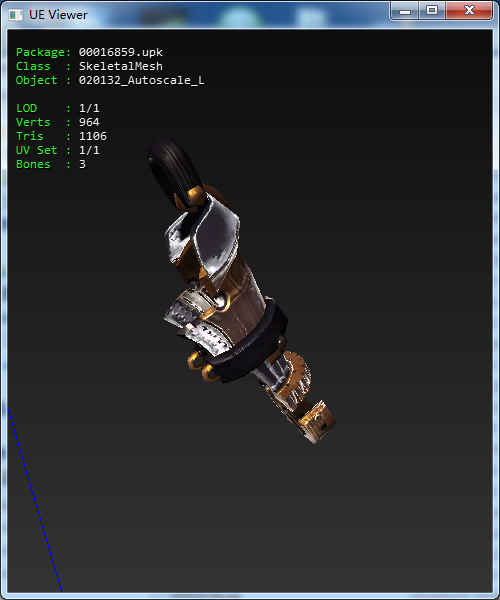 UE Viewer
Package: 00016859.upk
Class  : SkeletalMesh
Object : 020132_Autoscale_L
LOD    : 1/1
Verts  : 964
Tris   : 1106
UV Set : 1/1
Bones  : 3